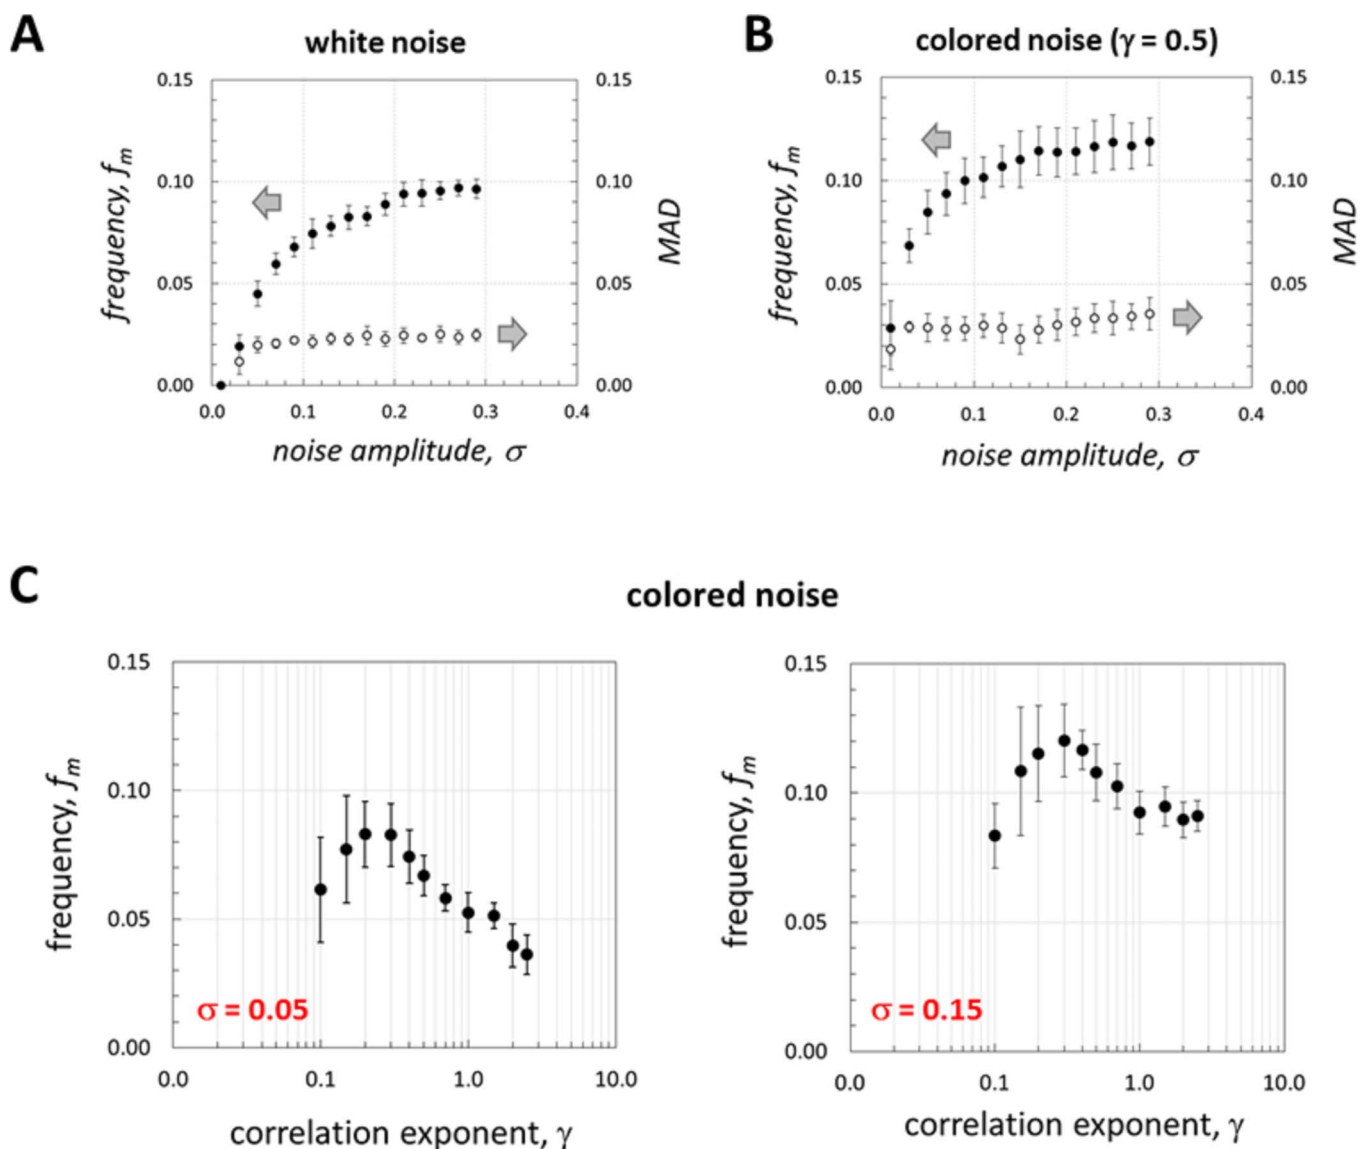 A
white noise
0.15
0.10
0.05
0.00
0.15
0.10
0.05
0.00
0.0 0.1 0.2 0.3 0.4
frequency, fm
MAD
noise amplitude, σ
B
colored noise (γ = 0.5)
0.15
0.10
0.05
0.00
0.15
0.10
0.05
0.00
0.0 0.1 0.2 0.3 0.4
frequency, fm
MAD
noise amplitude, σ
C
colored noise
0.15
0.10
0.05
0.00
0.0 0.1 1.0 10.0
frequency, fm
σ = 0.05
correlation exponent, γ
0.15
0.10
0.05
0.00
0.0 0.1 1.0 10.0
frequency, fm
σ = 0.15
correlation exponent, γ